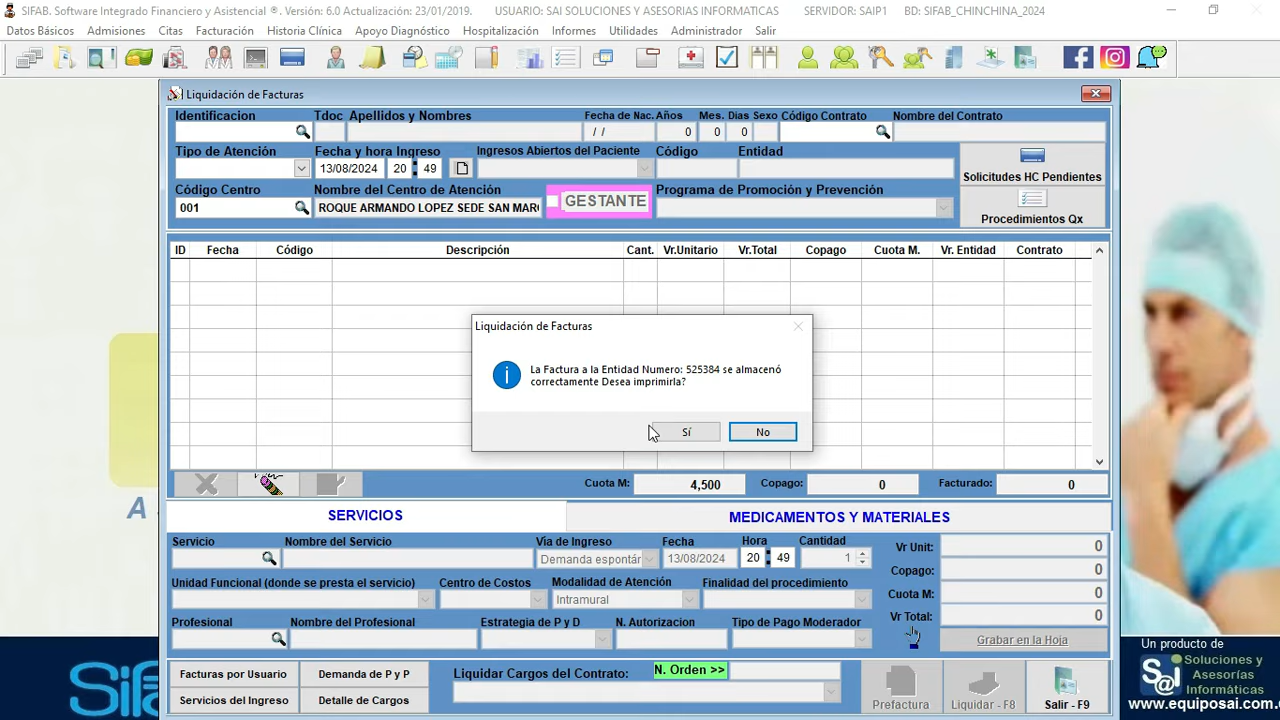 SIFAB. Software Integrado Financiero y Asistencial ®. Versión: 6.0 Actualización: 23/01/2019. USUARIO: SAI SOLUCIONES Y ASESORIAS INFORMATICAS SERVIDOR: SAIP1 BD: SIFAB_CHINCHINA_2024
Datos Básicos Admisiones Citas Facturación Historia Clínica Apoyo Diagnóstico Hospitalización Informes Utilidades Administrador Salir
Liquidación de Facturas
Identificacion Tdoc Apellidos y Nombres Fecha de Nac. Años Mes. Dias Sexo Código Contrato Nombre del Contrato
/ / 0 0 0
Tipo de Atención Fecha y hora Ingreso Ingresos Abiertos del Paciente Código Entidad
13/08/2024 20 : 49
Solicitudes HC Pendientes
Código Centro Nombre del Centro de Atención GESTANTE Programa de Promoción y Prevención
001 ROQUE ARMANDO LOPEZ SEDE SAN MAR
Procedimientos Qx
ID Fecha Código Descripción Cant. Vr.Unitario Vr.Total Copago Cuota M. Vr. Entidad Contrato
Liquidación de Facturas
La Factura a la Entidad Numero: 525384 se almacenó
correctamente Desea imprimirla?
Sí No
Cuota M: 4,500 Copago: 0 Facturado: 0
SERVICIOS MEDICAMENTOS Y MATERIALES
Servicio Nombre del Servicio Vía de Ingreso Fecha Hora Cantidad Vr Unit: 0
Demanda espontár 13/08/2024 20 : 49 1
Copago: 0
Unidad Funcional (donde se presta el servicio) Centro de Costos Modalidad de Atención Finalidad del procedimiento Cuota M: 0
Intramural
Profesional Nombre del Profesional Estrategia de P y D N. Autorizacion Tipo de Pago Moderador Vr Total: 0
Grabar en la Hoja
Facturas por Usuario Demanda de P y P Liquidar Cargos del Contrato: N. Orden >>
Servicios del Ingreso Detalle de Cargos Prefactura Liquidar - F8 Salir - F9
A
SiFAB
Un producto de
S@i Soluciones y
Asesorías
Informáticas
www.equiposai.com.